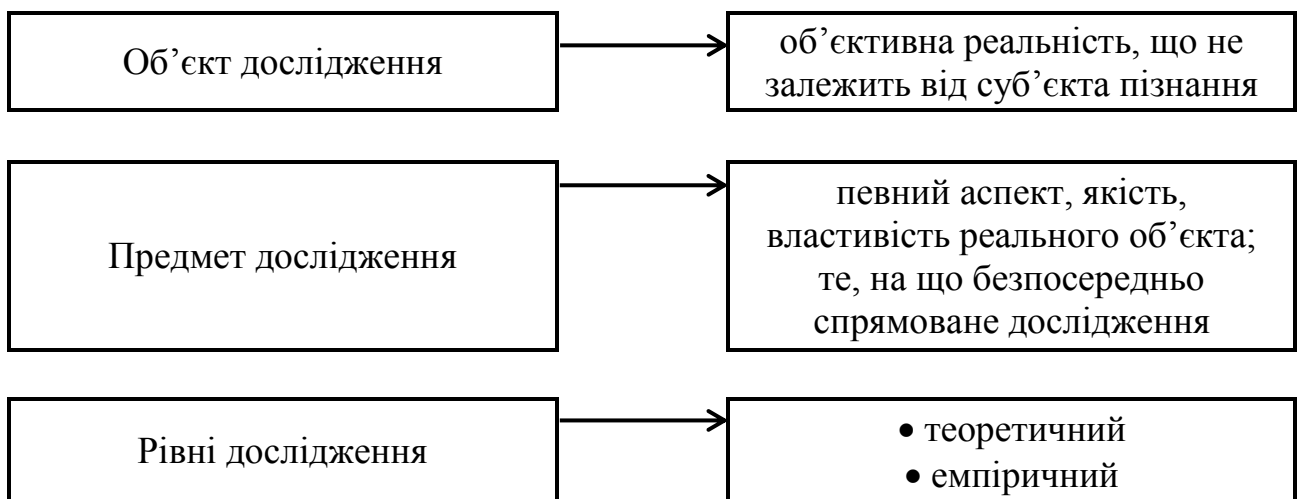 Об’єкт дослідження
об’єктивна реальність, що не
залежить від суб’єкта пізнання
Предмет дослідження
певний аспект, якість,
властивість реального об’єкта;
те, на що безпосередньо
спрямоване дослідження
Рівні дослідження
• теоретичний
• емпіричний